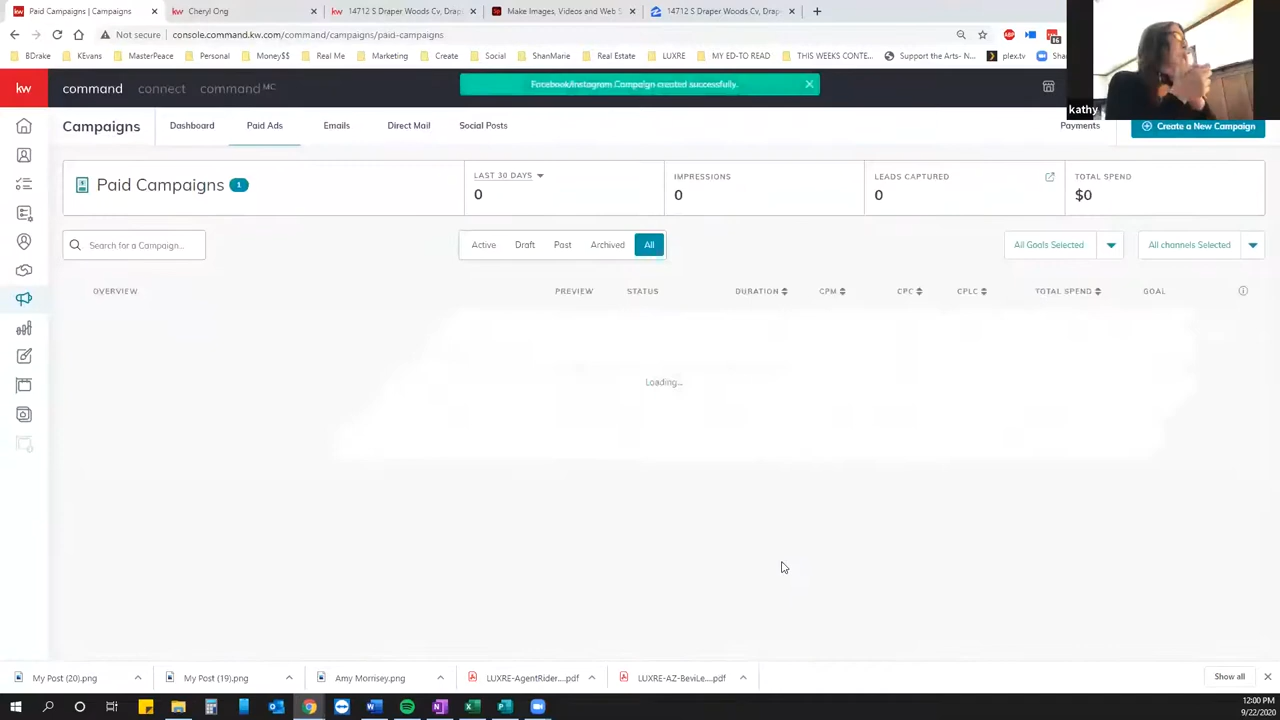 Paid Campaigns | Campaigns
Cheryl Ong
14712 S Draper Woods Cv, Drap
Make Images, Videos and Web S
14712 S Draper Woods Cv, Draper,
Not secure
console.command.kw.com/command/campaigns/paid-campaigns
BDrake
KEvans
MasterPeace
Personal
Money$$
Real Me
Marketing
Create
Social
ShanMarie
Real Estate
LUXRE
MY ED-TO READ
THIS WEEKS CONTE...
Support the Arts- N...
plex.tv
Sha
ABP
16
kw
command
connect
command MC
Facebook/Instagram Campaign created successfully.
kathy
Campaigns
Dashboard
Paid Ads
Emails
Direct Mail
Social Posts
Payments
Create a New Campaign
Paid Campaigns 1
LAST 30 DAYS
0
IMPRESSIONS
0
LEADS CAPTURED
0
TOTAL SPEND
$0
Search for a Campaign...
Active
Draft
Past
Archived
All
All Goals Selected
All channels Selected
OVERVIEW
PREVIEW
STATUS
DURATION
CPM
CPC
CPLC
TOTAL SPEND
GOAL
Loading...
My Post (20).png
My Post (19).png
Amy Morrisey.png
LUXRE-AgentRider....pdf
LUXRE-AZ-BeviLe....pdf
Show all
12:00 PM
9/22/2020